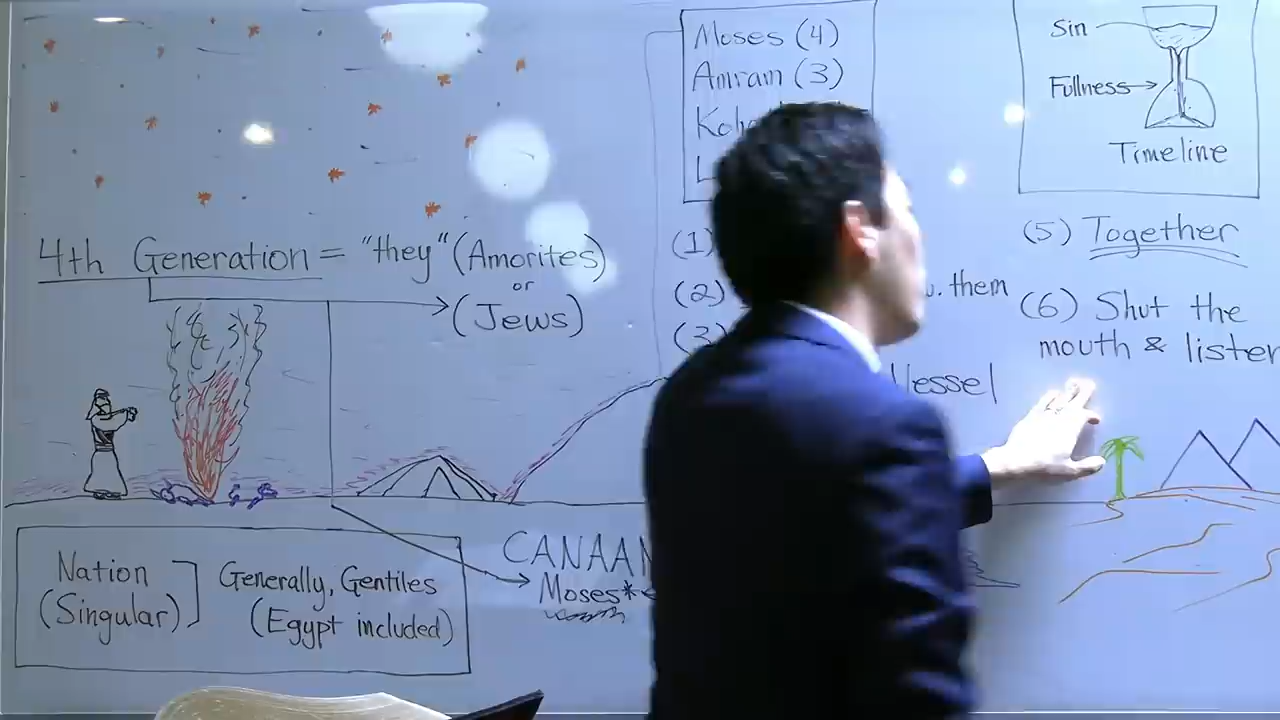 4th Generation = "they" (Amorites)
or
(Jews)
Nation
(Singular)
Generally, Gentiles
(Egypt included)
CANAAN
Moses*
Moses (4)
Amram (3)
(1)
(2)
them
(3)
Vessel
Sin
Fullness
Timeline
(5) Together
(6) Shut the
mouth & listen